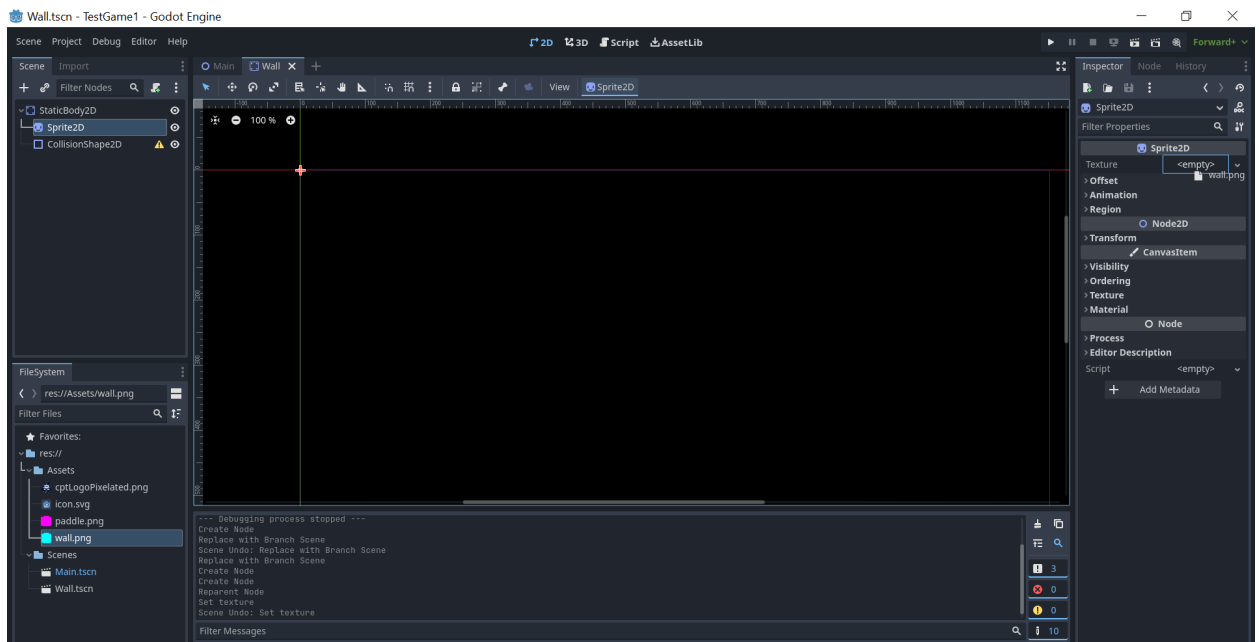 Wall.tscn - TestGame1 - Godot Engine
Scene Project Debug Editor Help
2D 3D Script AssetLib
Forward+
Scene Import
Main Wall
Inspector Node History
Filter Nodes
View Sprite2D
StaticBody2D
Sprite2D
CollisionShape2D
100 %
Sprite2D
Filter Properties
Sprite2D
Texture <empty>
wall.png
Offset
Animation
Region
Node2D
Transform
CanvasItem
Visibility
Ordering
Texture
Material
Node
Process
Editor Description
Script <empty>
Add Metadata
FileSystem
res://Assets/wall.png
Filter Files
Favorites:
res://
Assets
cptLogoPixelated.png
icon.svg
paddle.png
wall.png
Scenes
Main.tscn
Wall.tscn
--- Debugging process stopped ---
Create Node
Replace with Branch Scene
Scene Undo: Replace with Branch Scene
Replace with Branch Scene
Create Node
Create Node
Reparent Node
Set texture
Scene Undo: Set texture
Filter Messages
3
0
0
10